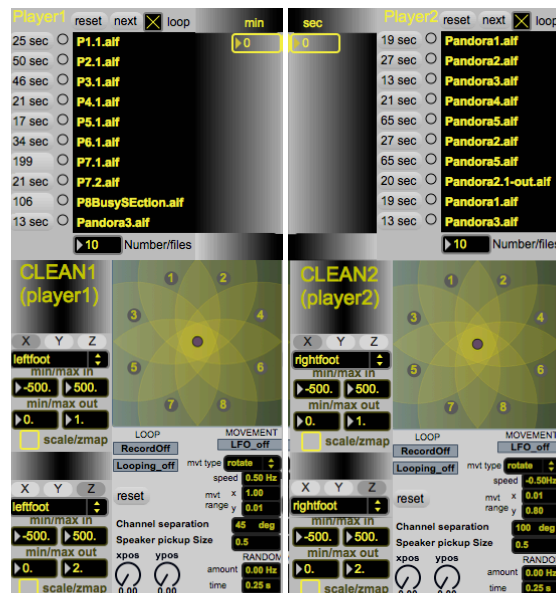 Player1 reset next loop min
25 sec P1.1.aif 0
50 sec P2.1.aif
46 sec P3.1.aif
21 sec P4.1.aif
17 sec P5.1.aif
34 sec P6.1.aif
199 P7.1.aif
21 sec P7.2.aif
106 P8BusySEction.aif
13 sec Pandora3.aif
10 Number/files
sec Player2 reset next loop
0 19 sec Pandora1.aif
27 sec Pandora2.aif
13 sec Pandora3.aif
21 sec Pandora4.aif
65 sec Pandora5.aif
27 sec Pandora2.aif
65 sec Pandora5.aif
20 sec Pandora2.1-out.aif
19 sec Pandora1.aif
13 sec Pandora3.aif
10 Number/files
CLEAN1
(player1)
1 2
3 4
5 6
7 8
X Y Z
leftfoot
min/max in
-500. 500.
min/max out
0. 1.
scale/zmap
LOOP MOVEMENT
RecordOff LFO_off
Looping_off mvt type rotate
speed 0.50 Hz
X Y Z
reset mvt range x 1.00
y 0.01
leftfoot
min/max in
-500. 500.
min/max out
0. 2.
scale/zmap
Channel separation 45 deg
Speaker pickup Size 0.5
xpos ypos RANDOM
amount 0.00 Hz
0.00 0.00 time 0.25 s
CLEAN2
(player2)
1 2
3 4
5 6
7 8
X Y Z
rightfoot
min/max in
-500. 500.
min/max out
0. 1.
scale/zmap
LOOP MOVEMENT
RecordOff LFO_off
Looping_off mvt type rotate
speed -0.50Hz
X Y Z
reset mvt range x 0.01
y 0.80
rightfoot
min/max in
-500. 500.
min/max out
0. 2.
scale/zmap
Channel separation 100 deg
Speaker pickup Size 0.5
xpos ypos RANDOM
amount 0.00 Hz
0.00 0.00 time 0.25 s